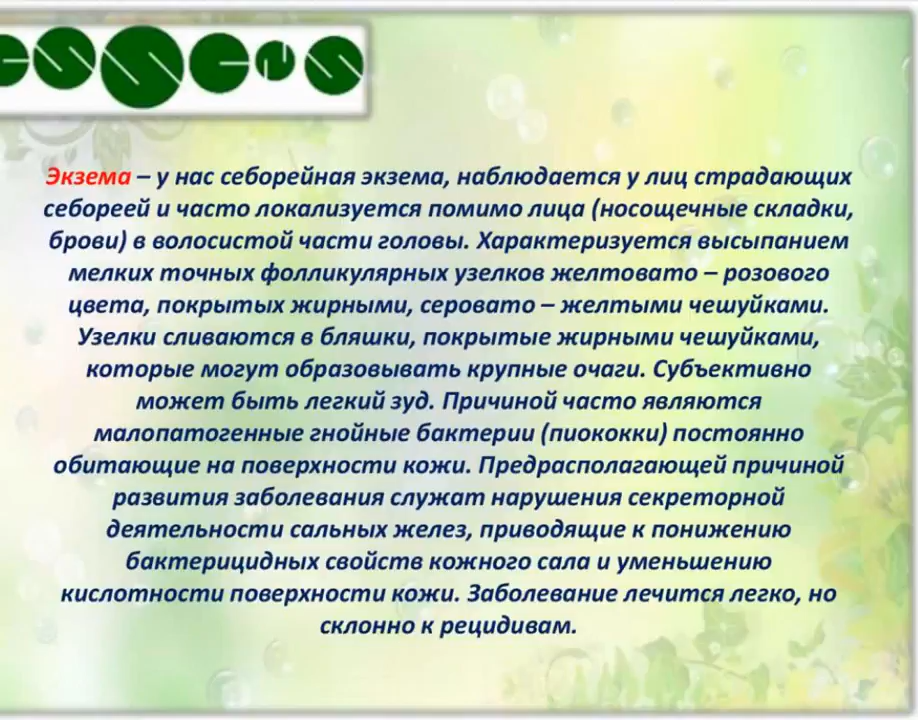 essens
Экзема – у нас себорейная экзема, наблюдается у лиц страдающих
себореей и часто локализуется помимо лица (носощечные складки,
брови) в волосистой части головы. Характеризуется высыпанием
мелких точных фолликулярных узелков желтовато – розового
цвета, покрытых жирными, серовато – желтыми чешуйками.
Узелки сливаются в бляшки, покрытые жирными чешуйками,
которые могут образовывать крупные очаги. Субъективно
может быть легкий зуд. Причиной часто являются
малопатогенные гнойные бактерии (пиококки) постоянно
обитающие на поверхности кожи. Предрасполагающей причиной
развития заболевания служат нарушения секреторной
деятельности сальных желез, приводящие к понижению
бактерицидных свойств кожного сала и уменьшению
кислотности поверхности кожи. Заболевание лечится легко, но
склонно к рецидивам.